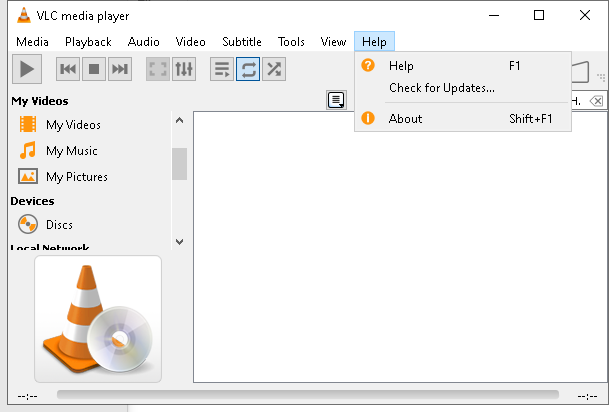 VLC media player
Media Playback Audio Video Subtitle Tools View Help
Help F1
Check for Updates...
About Shift+F1
H.
My Videos
My Videos
My Music
My Pictures
Devices
Discs
Local Network
--:-- --:--